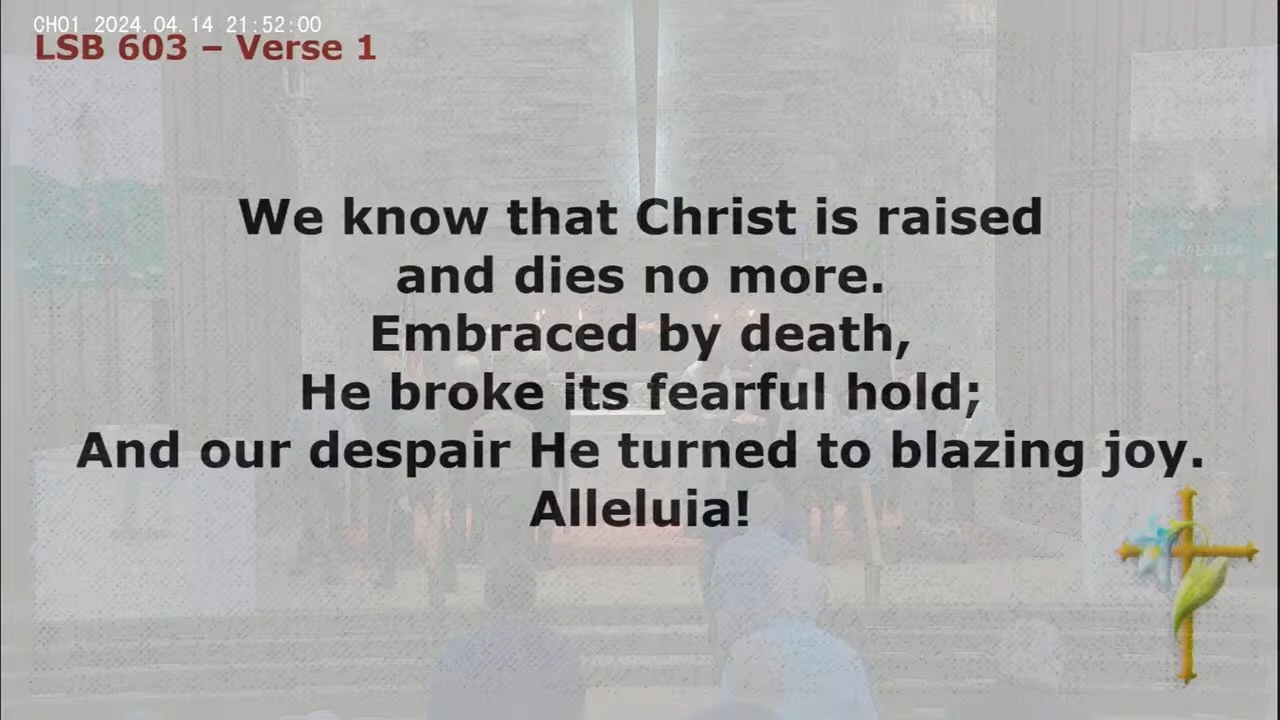 CH01 2024.04.14 21:52:00
LSB 603 – Verse 1
We know that Christ is raised
and dies no more.
Embraced by death,
He broke its fearful hold;
And our despair He turned to blazing joy.
Alleluia!
ALLELUIA